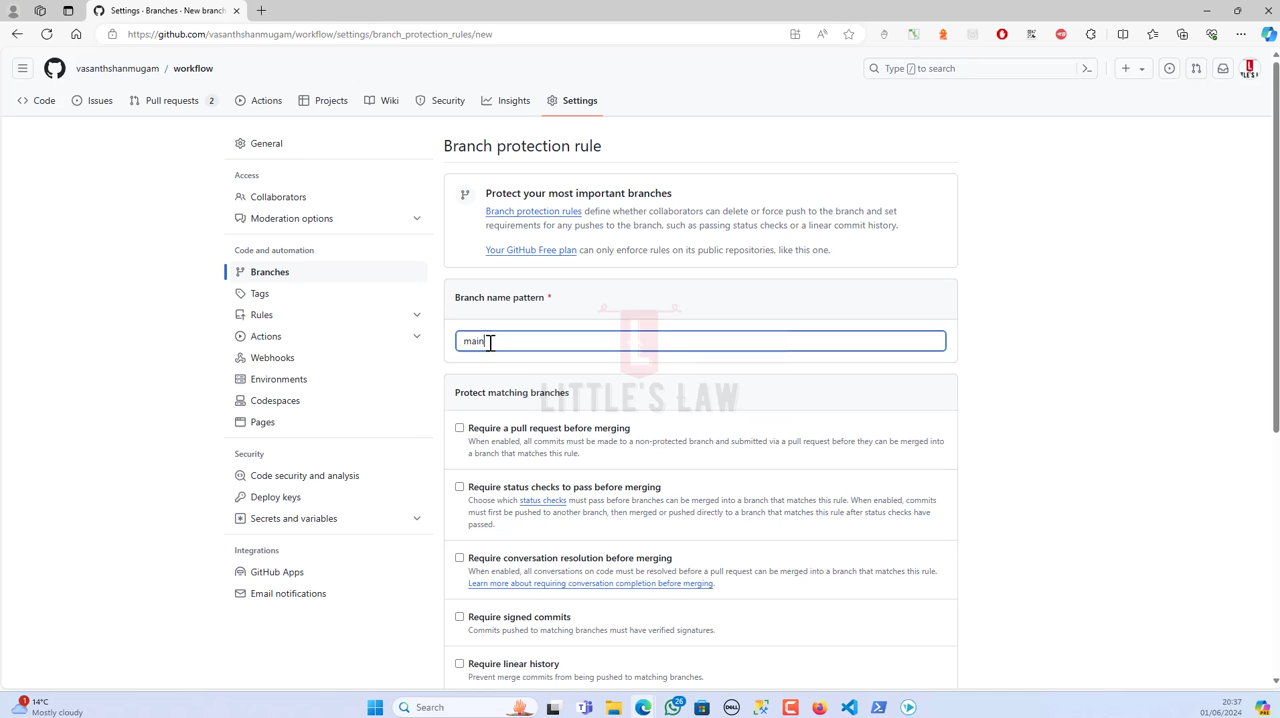 Settings - Branches - New branc
https://github.com/vasanthshanmugam/workflow/settings/branch_protection_rules/new
vasanthshanmugam / workflow
Type / to search
Code
Issues
Pull requests 2
Actions
Projects
Wiki
Security
Insights
Settings
General
Access
Collaborators
Moderation options
Code and automation
Branches
Tags
Rules
Actions
Webhooks
Environments
Codespaces
Pages
Security
Code security and analysis
Deploy keys
Secrets and variables
Integrations
GitHub Apps
Email notifications
Branch protection rule
Protect your most important branches
Branch protection rules define whether collaborators can delete or force push to the branch and set
requirements for any pushes to the branch, such as passing status checks or a linear commit history.
Your GitHub Free plan can only enforce rules on its public repositories, like this one.
Branch name pattern *
main
LITTLE'S LAW
Protect matching branches
Require a pull request before merging
When enabled, all commits must be made to a non-protected branch and submitted via a pull request before they can be merged into
a branch that matches this rule.
Require status checks to pass before merging
Choose which status checks must pass before branches can be merged into a branch that matches this rule. When enabled, commits
must first be pushed to another branch, then merged or pushed directly to a branch that matches this rule after status checks have
passed.
Require conversation resolution before merging
When enabled, all conversations on code must be resolved before a pull request can be merged into a branch that matches this rule.
Learn more about requiring conversation completion before merging.
Require signed commits
Commits pushed to matching branches must have verified signatures.
Require linear history
Prevent merge commits from being pushed to matching branches.
1
14°C
Mostly cloudy
Search
26
DELL
20:37
01/06/2024